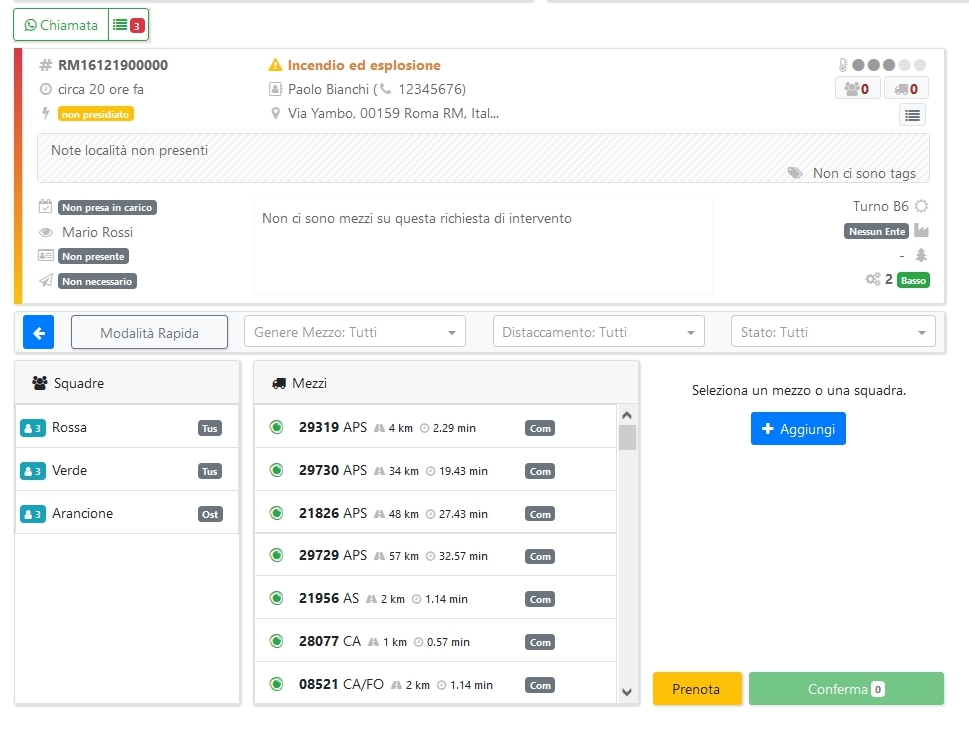 Chiamata 3
RM16121900000
circa 20 ore fa
non presidiato
Incendio ed esplosione
Paolo Bianchi ( 12345676)
Via Yambo, 00159 Roma RM, Ital...
0 0
Note località non presenti
Non ci sono tags
Non presa in carico
Mario Rossi
Non presente
Non necessario
Non ci sono mezzi su questa richiesta di intervento
Turno B6
Nessun Ente
-
2 Basso
Modalità Rapida Genere Mezzo: Tutti Distaccamento: Tutti Stato: Tutti
Squadre
3 Rossa Tus
3 Verde Tus
3 Arancione Ost
Mezzi
29319 APS 4 km 2.29 min Com
29730 APS 34 km 19.43 min Com
21826 APS 48 km 27.43 min Com
29729 APS 57 km 32.57 min Com
21956 AS 2 km 1.14 min Com
28077 CA 1 km 0.57 min Com
08521 CA/FO 2 km 1.14 min Com
Seleziona un mezzo o una squadra.
Aggiungi
Prenota Conferma 0